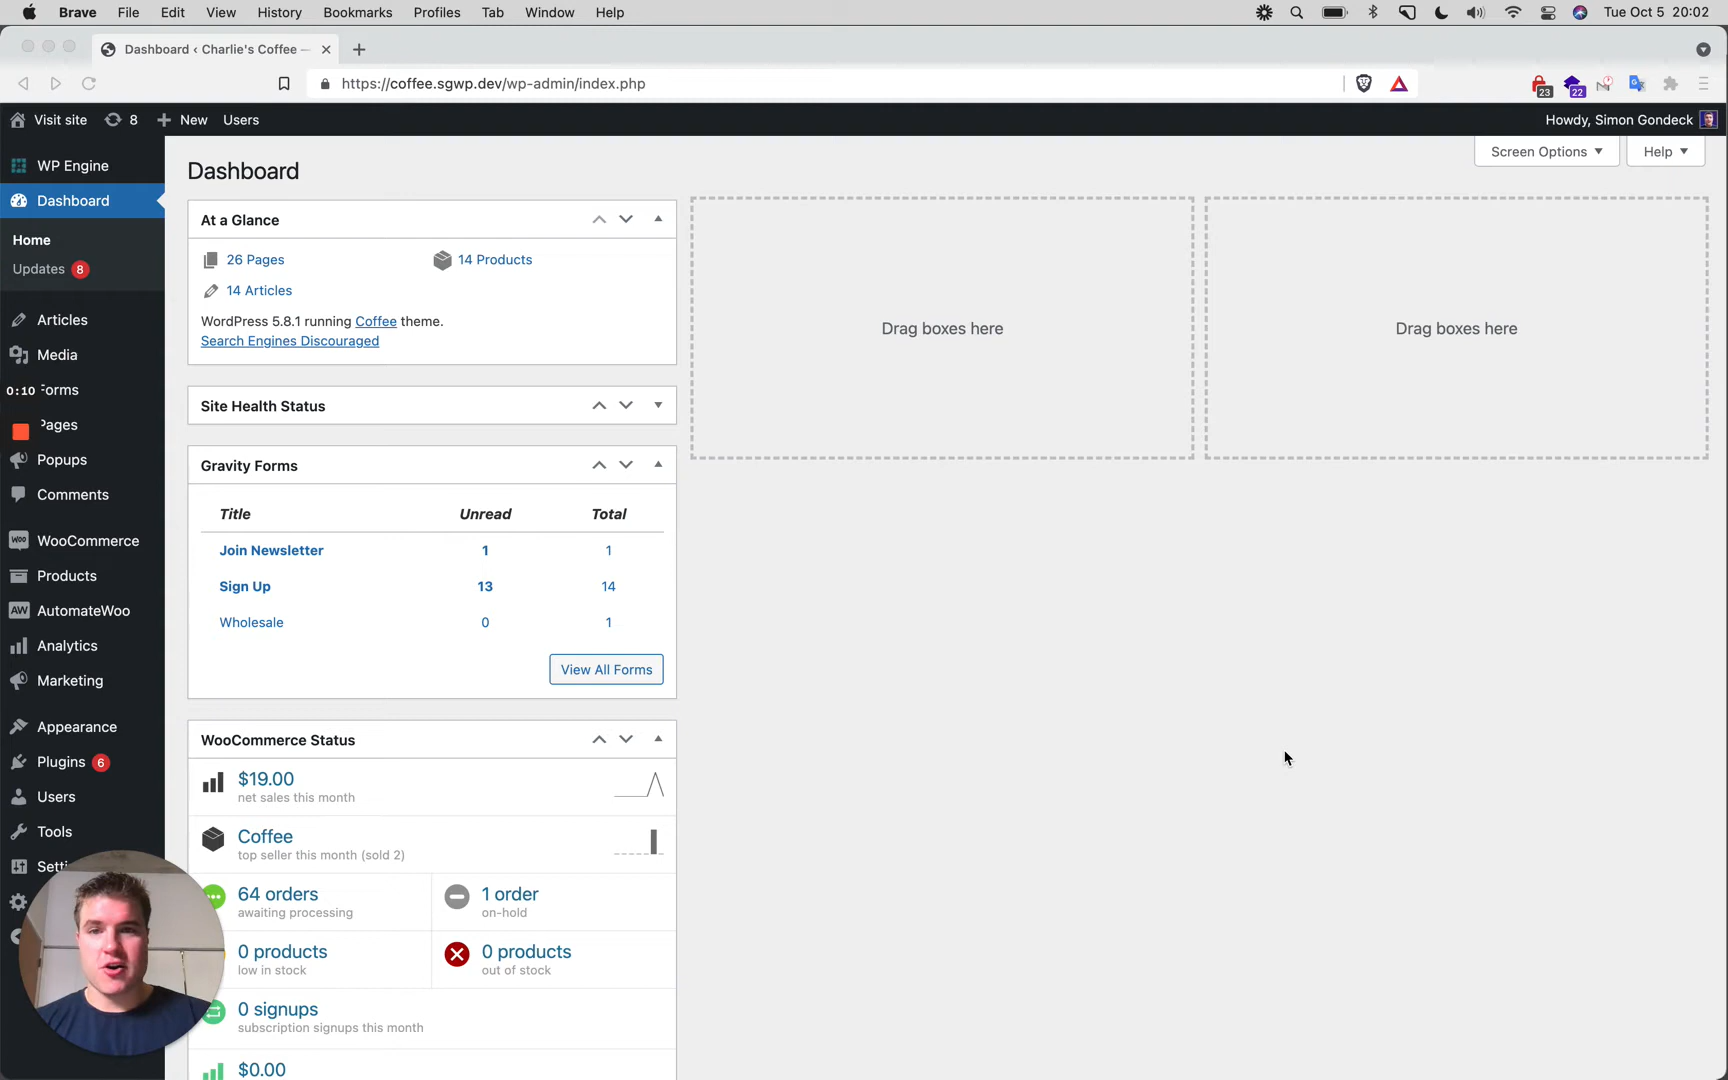 Brave File Edit View History Bookmarks Profiles Tab Window Help Tue Oct 5 20:02
Dashboard ‹ Charlie's Coffee —
https://coffee.sgwp.dev/wp-admin/index.php
23
22
Visit site 8 New Users Howdy, Simon Gondeck
Screen Options ▼ Help ▼
WP Engine
Dashboard
Home
Updates 8
Articles
Media
0:10 Forms
Pages
Popups
Comments
WooCommerce
Products
AW AutomateWoo
Analytics
Marketing
Appearance
Plugins 6
Users
Tools
Setti
Dashboard
At a Glance
26 Pages 14 Products
14 Articles
WordPress 5.8.1 running Coffee theme.
Search Engines Discouraged
Site Health Status
Gravity Forms
Title Unread Total
Join Newsletter 1 1
Sign Up 13 14
Wholesale 0 1
View All Forms
WooCommerce Status
$19.00
net sales this month
Coffee
top seller this month (sold 2)
64 orders 1 order
awaiting processing on-hold
0 products 0 products
low in stock out of stock
0 signups
subscription signups this month
$0.00
Drag boxes here
Drag boxes here